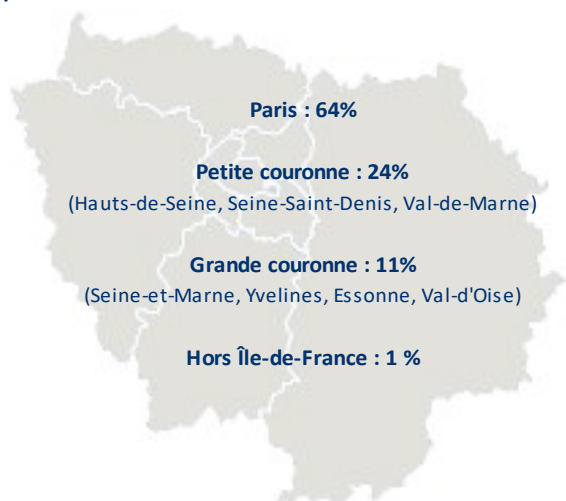 Paris : 64%
Petite couronne : 24%
(Hauts-de-Seine, Seine-Saint-Denis, Val-de-Marne)
Grande couronne : 11%
(Seine-et-Marne, Yvelines, Essonne, Val-d'Oise)
Hors Île-de-France : 1 %